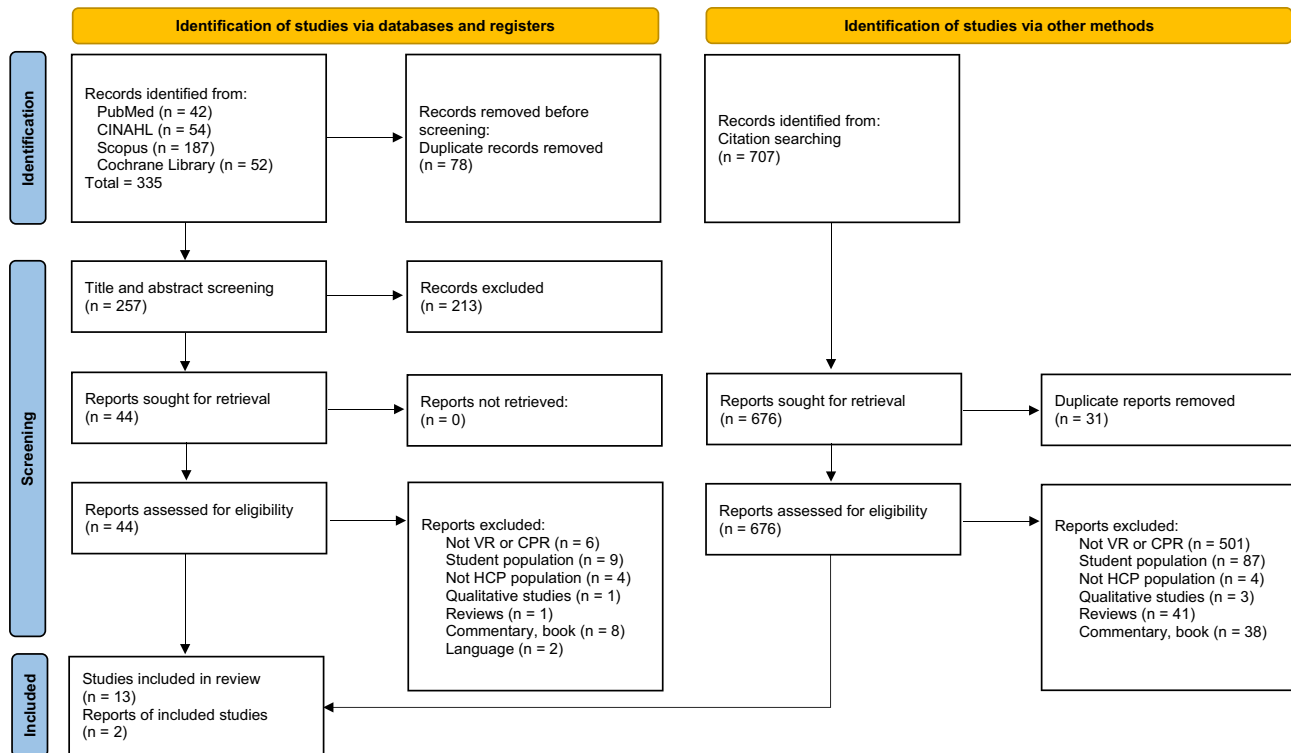 Identification of studies via databases and registers
Identification of studies via other methods
Identification
Records identified from:
PubMed (n = 42)
CINAHL (n = 54)
Scopus (n = 187)
Cochrane Library (n = 52)
Total = 335
Records removed before
screening:
Duplicate records removed
(n = 78)
Records identified from:
Citation searching
(n = 707)
Screening
Title and abstract screening
(n = 257)
Records excluded
(n = 213)
Reports sought for retrieval
(n = 44)
Reports not retrieved:
(n = 0)
Reports sought for retrieval
(n = 676)
Duplicate reports removed
(n = 31)
Reports assessed for eligibility
(n = 44)
Reports excluded:
Not VR or CPR (n = 6)
Student population (n = 9)
Not HCP population (n = 4)
Qualitative studies (n = 1)
Reviews (n = 1)
Commentary, book (n = 8)
Language (n = 2)
Reports assessed for eligibility
(n = 676)
Reports excluded:
Not VR or CPR (n = 501)
Student population (n = 87)
Not HCP population (n = 4)
Qualitative studies (n = 3)
Reviews (n = 41)
Commentary, book (n = 38)
Included
Studies included in review
(n = 13)
Reports of included studies
(n = 2)